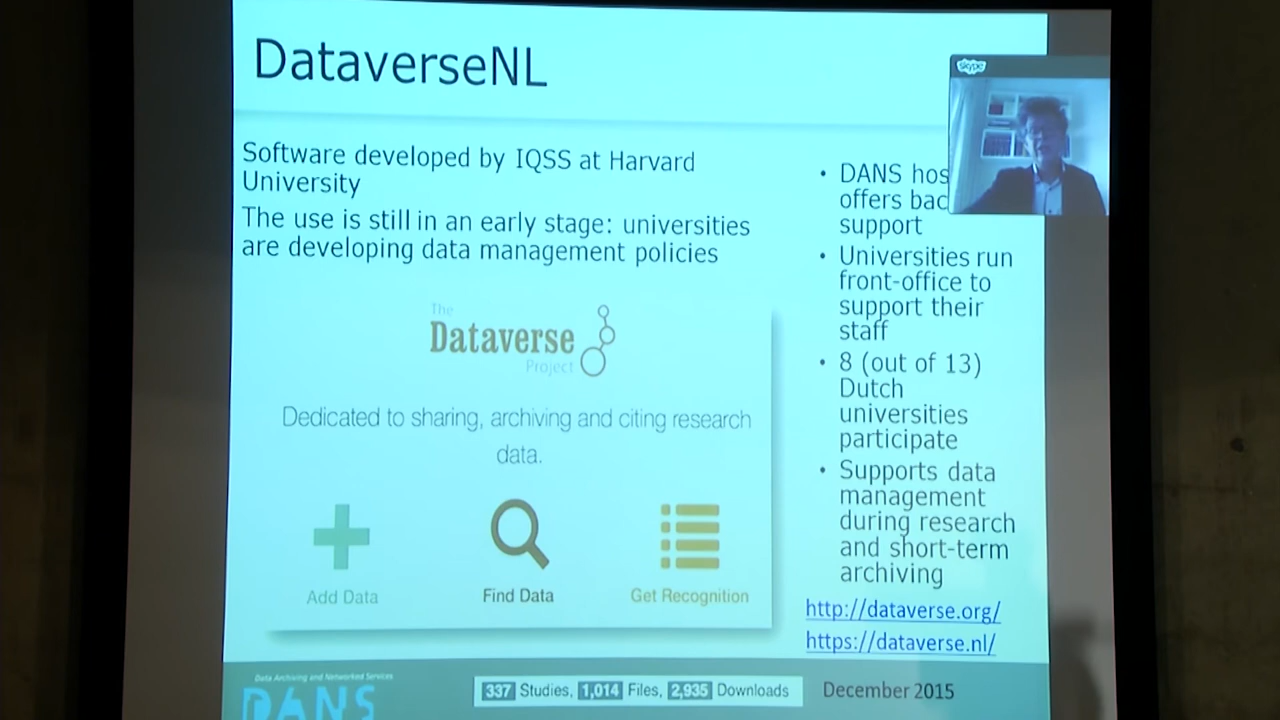 DataverseNL
skype
Software developed by IQSS at Harvard
University
The use is still in an early stage: universities
are developing data management policies
The
Dataverse
Project
Dedicated to sharing, archiving and citing research
data.
Add Data
Find Data
Get Recognition
• DANS
offers
support
• Universities run
front-office to
support their
staff
• 8 (out of 13)
Dutch
universities
participate
• Supports data
management
during research
and short-term
archiving
http://dataverse.org/
https://dataverse.nl/
Data Archiving and Networked Services
DANS
337 Studies, 1,014 Files, 2,935 Downloads
December 2015